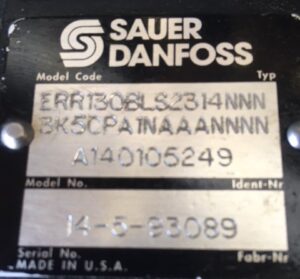 SAUER
DANFOSS
Model Code Typ
ERR130BLS2314NNN
3K5CPA1NAAANNNN
A140105249
Model No. Ident-Nr
14-5-93089
Serial No. Fabr-Nr
MADE IN U.S.A.